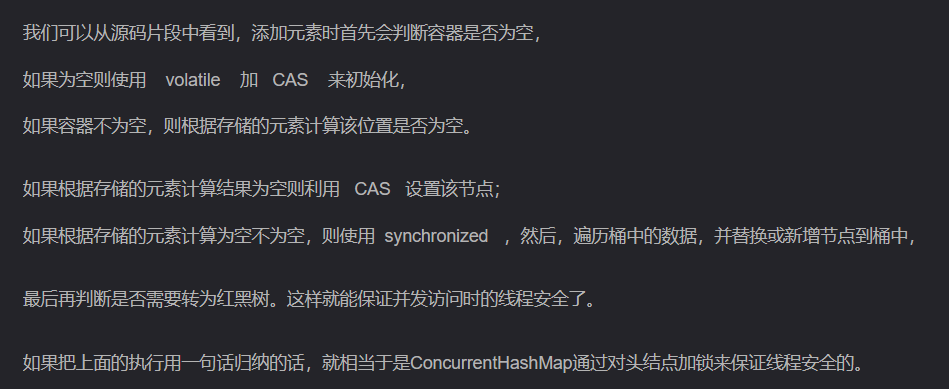 我们可以从源码片段中看到，添加元素时首先会判断容器是否为空，
如果为空则使用 volatile 加 CAS 来初始化，
如果容器不为空，则根据存储的元素计算该位置是否为空。
如果根据存储的元素计算结果为空则利用 CAS 设置该节点；
如果根据存储的元素计算为空不为空，则使用 synchronized ，然后，遍历桶中的数据，并替换或新增节点到桶中，
最后再判断是否需要转为红黑树。这样就能保证并发访问时的线程安全了。
如果把上面的执行用一句话归纳的话，就相当于是ConcurrentHashMap通过对头结点加锁来保证线程安全的。